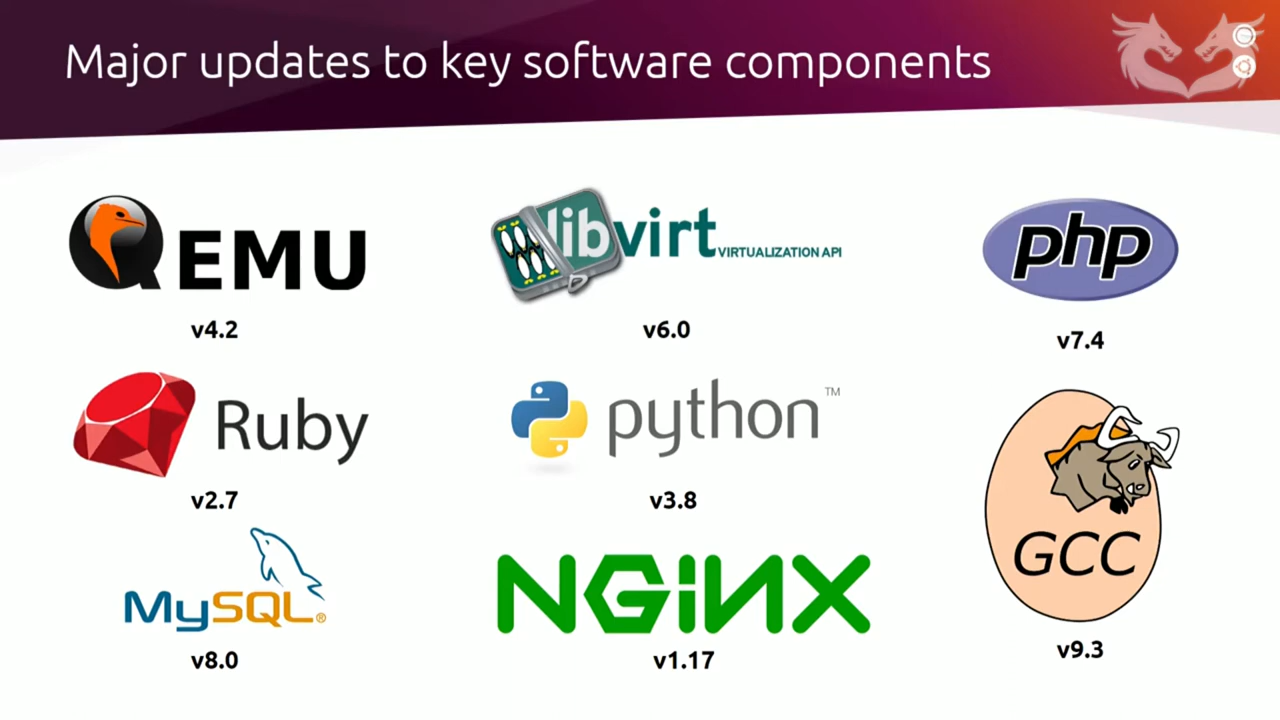 Major updates to key software components
QEMU
libvirt VIRTUALIZATION API
php
v4.2
v6.0
v7.4
Ruby
python™
v2.7
v3.8
GCC
MySQL®
NGiNX
v8.0
v1.17
v9.3